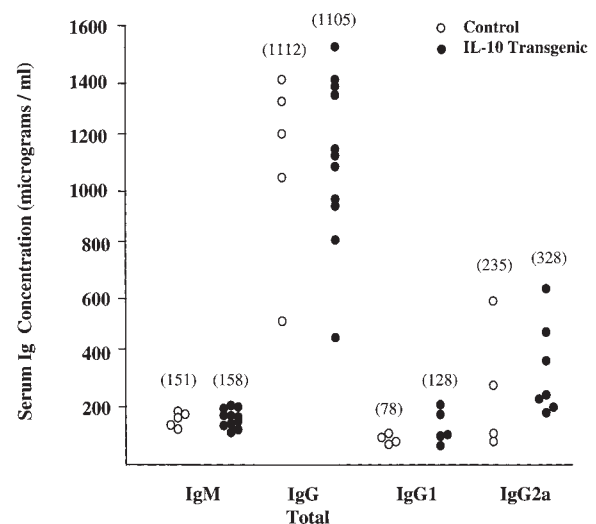 Serum Ig Concentration (micrograms / ml)
1600
1400
1200
1000
800
600
400
200
Control
IL-10 Transgenic
(1112)
(1105)
(151)
(158)
(78)
(128)
(235)
(328)
IgM
IgG
Total
IgG1
IgG2a